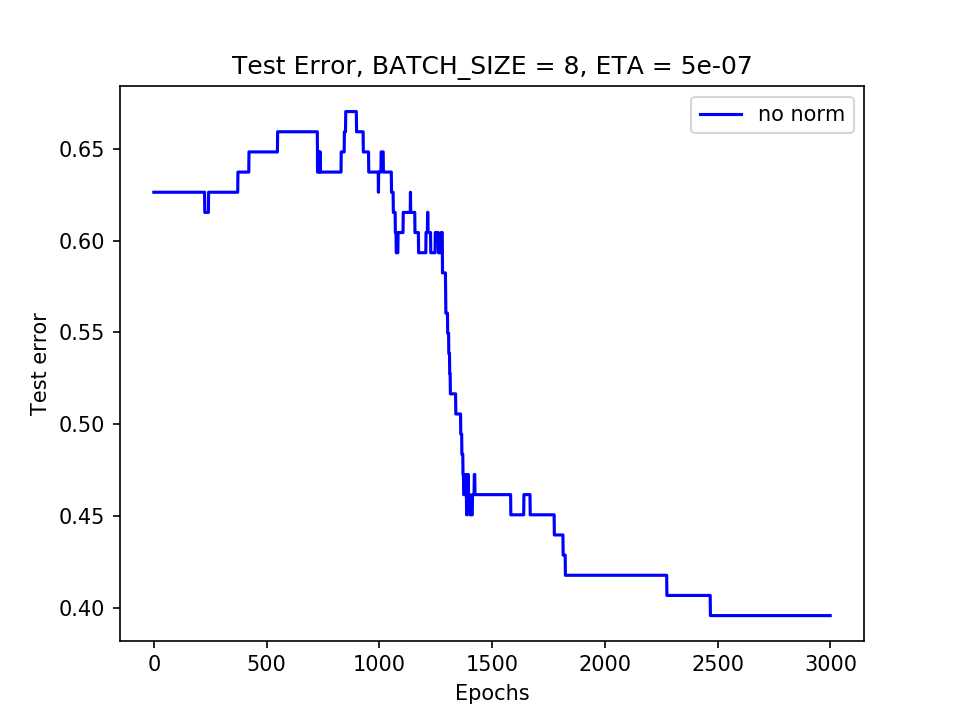 Test Error, BATCH_SIZE = 8, ETA = 5e-07
no norm
0.65
0.60
0.55
0.50
0.45
0.40
Test error
0 500 1000 1500 2000 2500 3000
Epochs